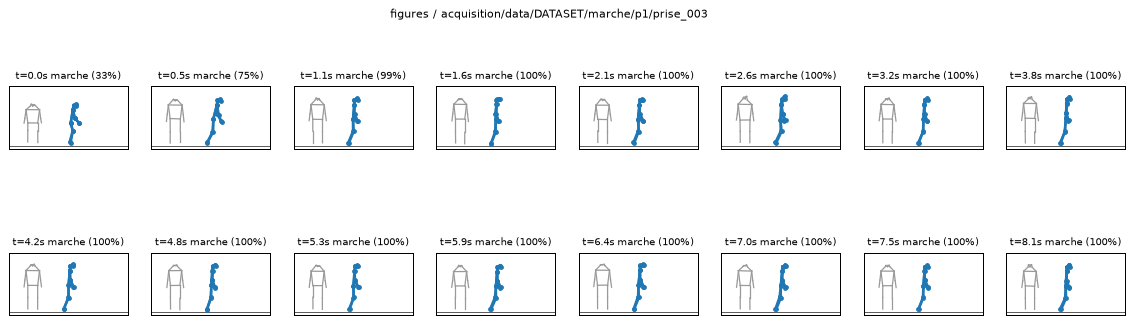 figures / acquisition/data/DATASET/marche/p1/prise_003
t=0.0s marche (33%)
t=0.5s marche (75%)
t=1.1s marche (99%)
t=1.6s marche (100%)
t=2.1s marche (100%)
t=2.6s marche (100%)
t=3.2s marche (100%)
t=3.8s marche (100%)
t=4.2s marche (100%)
t=4.8s marche (100%)
t=5.3s marche (100%)
t=5.9s marche (100%)
t=6.4s marche (100%)
t=7.0s marche (100%)
t=7.5s marche (100%)
t=8.1s marche (100%)